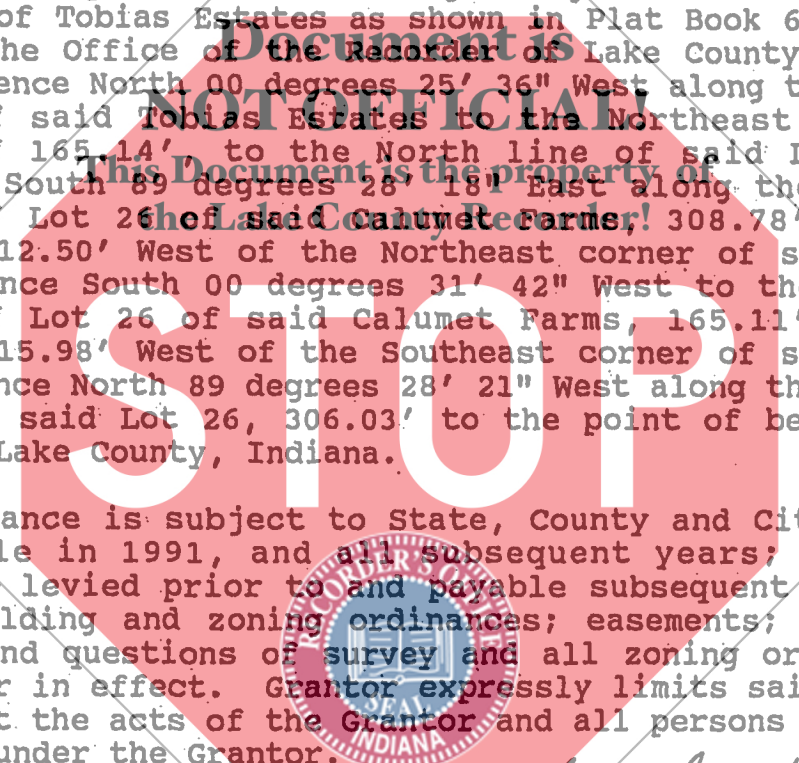 of Tobias Estates as shown in Plat Book 6
he Office of the Recorder of Lake County
ence North 00 degrees 25' 36" West along t
said Tobias Estates to the Northeast
165.14', to the North line of said
South 89 degrees 28' 18" East along the
Lot 26 of said Calumet Farms, 308.78'
12.50' West of the Northeast corner of s
nce South 00 degrees 31' 42" West to th
Lot 26 of said Calumet Farms, 165.11'
15.98' West of the Southeast corner of s
nce North 89 degrees 28' 21" West along th
said Lot 26, 306.03' to the point of be
Lake County, Indiana.
ance is subject to State, County and Cit
le in 1991, and all subsequent years;
levied prior to and payable subsequent
lding and zoning ordinances; easements;
nd questions of survey and all zoning or
r in effect. Grantor expressly limits sai
t the acts of the Grantor and all persons
under the Grantor.
Document is
NOT OFFICIAL!
This Document is the property of
the Lake County Recorder!
STOP
RECORDER'S OFFICE
SEAL
INDIANA